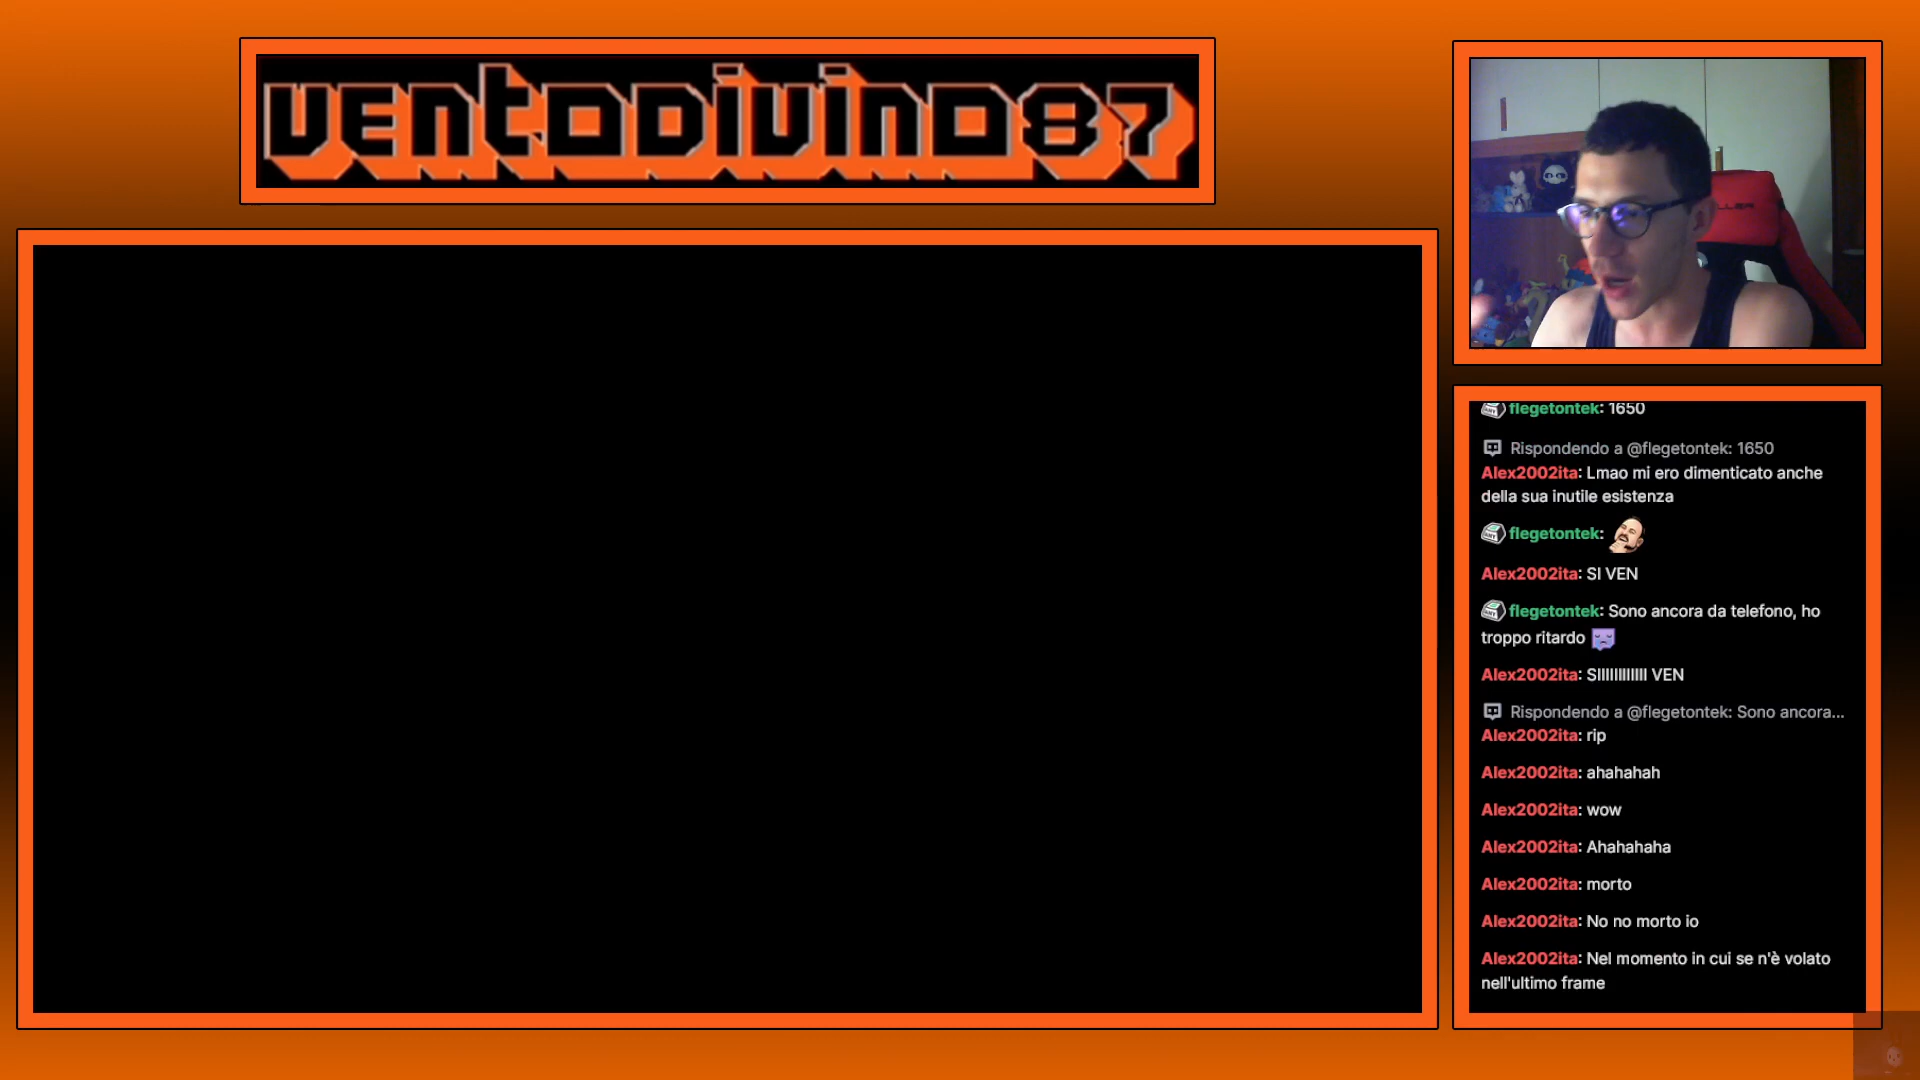 ventodivino87
flegetontek: 1650
Rispondendo a @flegetontek: 1650
Alex2002ita: Lmao mi ero dimenticato anche
della sua inutile esistenza
flegetontek:
Alex2002ita: SI VEN
flegetontek: Sono ancora da telefono, ho
troppo ritardo
Alex2002ita: SIIIIIIIIIIII VEN
Rispondendo a @flegetontek: Sono ancora...
Alex2002ita: rip
Alex2002ita: ahahahah
Alex2002ita: wow
Alex2002ita: Ahahahaha
Alex2002ita: morto
Alex2002ita: No no morto io
Alex2002ita: Nel momento in cui se n'è volato
nell'ultimo frame